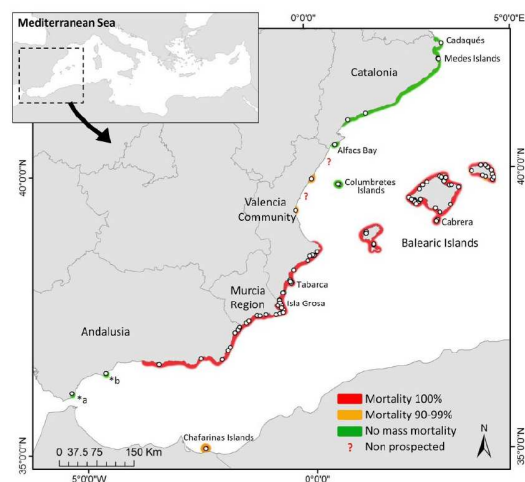 Mediterranean Sea
0°0'0"
5°0'0"E
Cadaqués
Medes Islands
Catalonia
Alfacs Bay
?
40°0'0"N
40°0'0"N
Columbretes
Islands
?
Valencia
Community
Cabrera
Balearic Islands
Tabarca
Murcia
Region
Isla Grosa
Andalusia
*b
*a
Mortality 100%
Mortality 90-99%
No mass mortality
? Non prospected
N
Chafarinas Islands
0 37.5 75 150 Km
35°0'0"N
35°0'0"N
5°0'0"W
0°0'0"